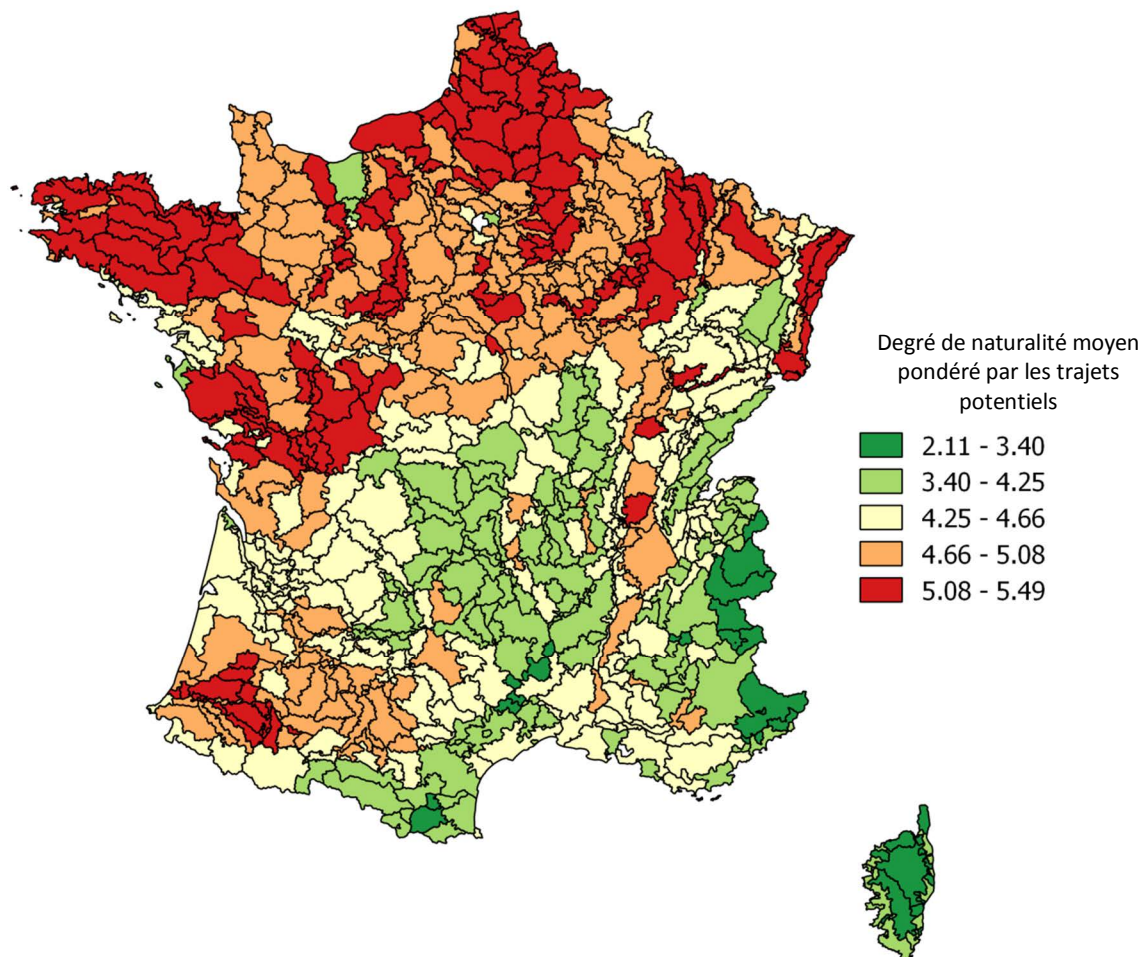 Degré de naturalité moyen
pondéré par les trajets
potentiels
2.11 - 3.40
3.40 - 4.25
4.25 - 4.66
4.66 - 5.08
5.08 - 5.49